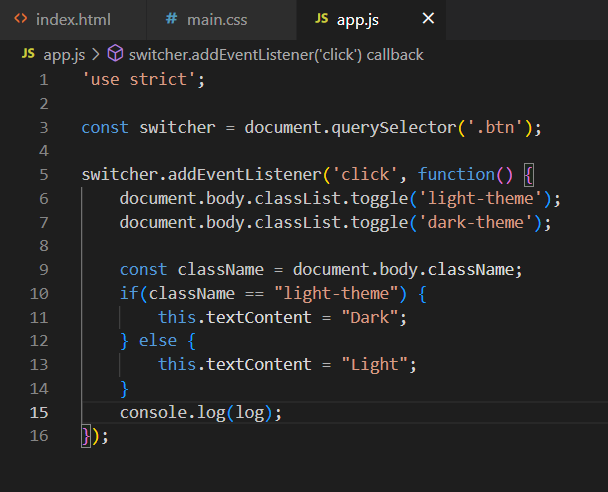 index.html main.css JS app.js ×
JS app.js > switcher.addEventListener('click') callback
1 'use strict';
2
3 const switcher = document.querySelector('.btn');
4
5 switcher.addEventListener('click', function() {
6 document.body.classList.toggle('light-theme');
7 document.body.classList.toggle('dark-theme');
8
9 const className = document.body.className;
10 if(className == "light-theme") {
11 this.textContent = "Dark";
12 } else {
13 this.textContent = "Light";
14 }
15 console.log(log);
16 });